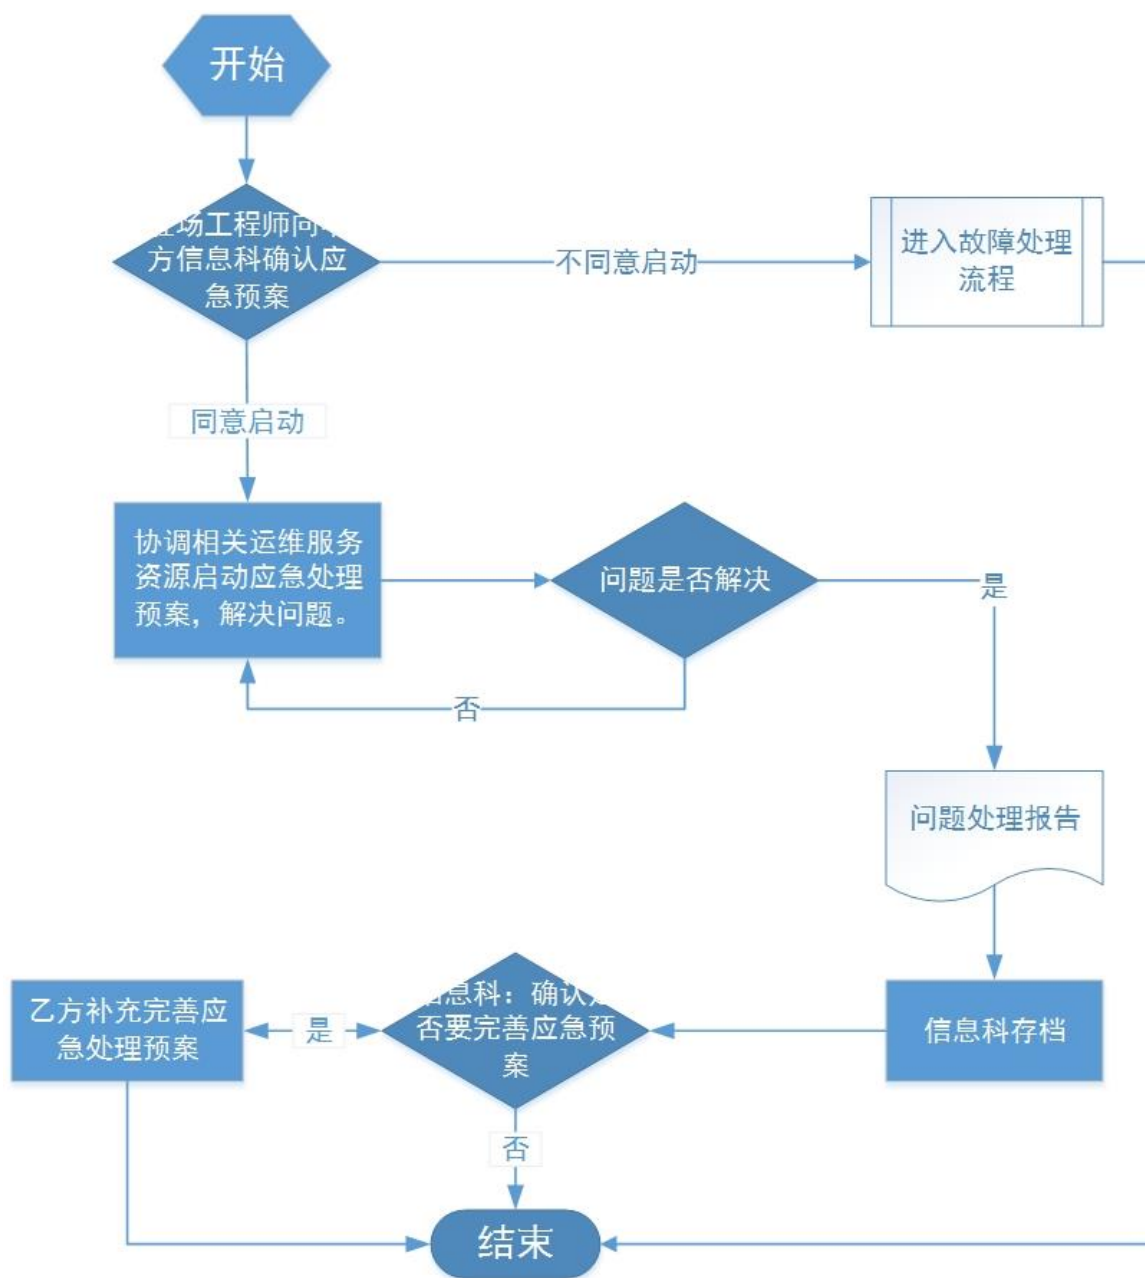 开始
场工程师向
方信息科确认应
急预案
不同意启动
进入故障处理
流程
同意启动
协调相关运维服务
资源启动应急处理
预案，解决问题。
问题是否解决
是
否
问题处理报告
乙方补充完善应
急处理预案
是
息科：确认
否要完善应急预
案
信息科存档
否
结束